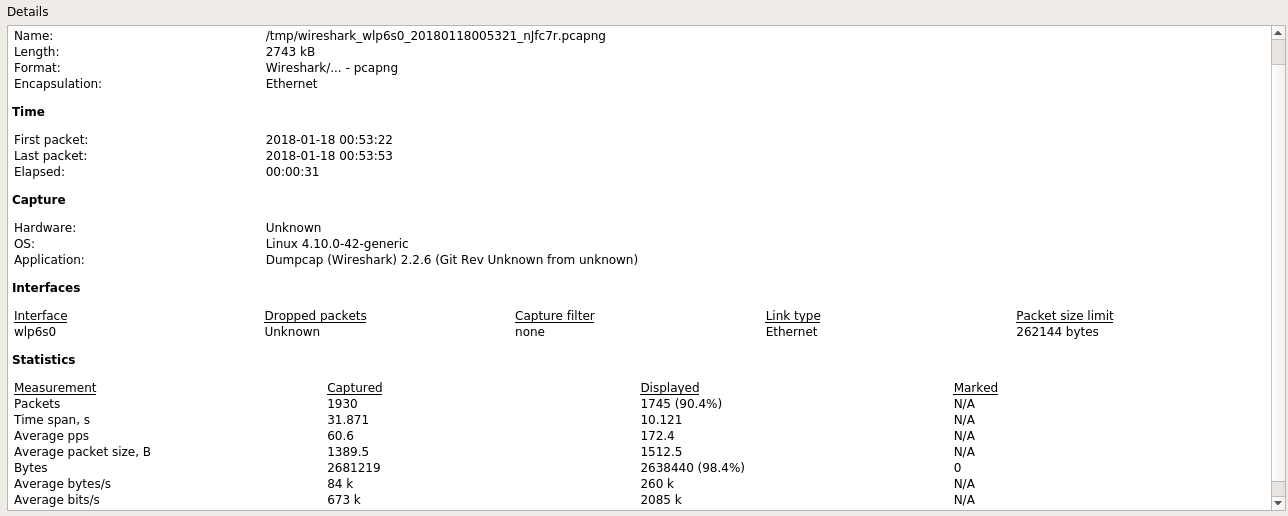 Details
Name: /tmp/wireshark_wlp6s0_20180118005321_nJfc7r.pcapng
Length: 2743 kB
Format: Wireshark/... - pcapng
Encapsulation: Ethernet
Time
First packet: 2018-01-18 00:53:22
Last packet: 2018-01-18 00:53:53
Elapsed: 00:00:31
Capture
Hardware: Unknown
OS: Linux 4.10.0-42-generic
Application: Dumpcap (Wireshark) 2.2.6 (Git Rev Unknown from unknown)
Interfaces
Interface Dropped packets Capture filter Link type Packet size limit
wlp6s0 Unknown none Ethernet 262144 bytes
Statistics
Measurement Captured Displayed Marked
Packets 1930 1745 (90.4%) N/A
Time span, s 31.871 10.121 N/A
Average pps 60.6 172.4 N/A
Average packet size, B 1389.5 1512.5 N/A
Bytes 2681219 2638440 (98.4%) 0
Average bytes/s 84 k 260 k N/A
Average bits/s 673 k 2085 k N/A